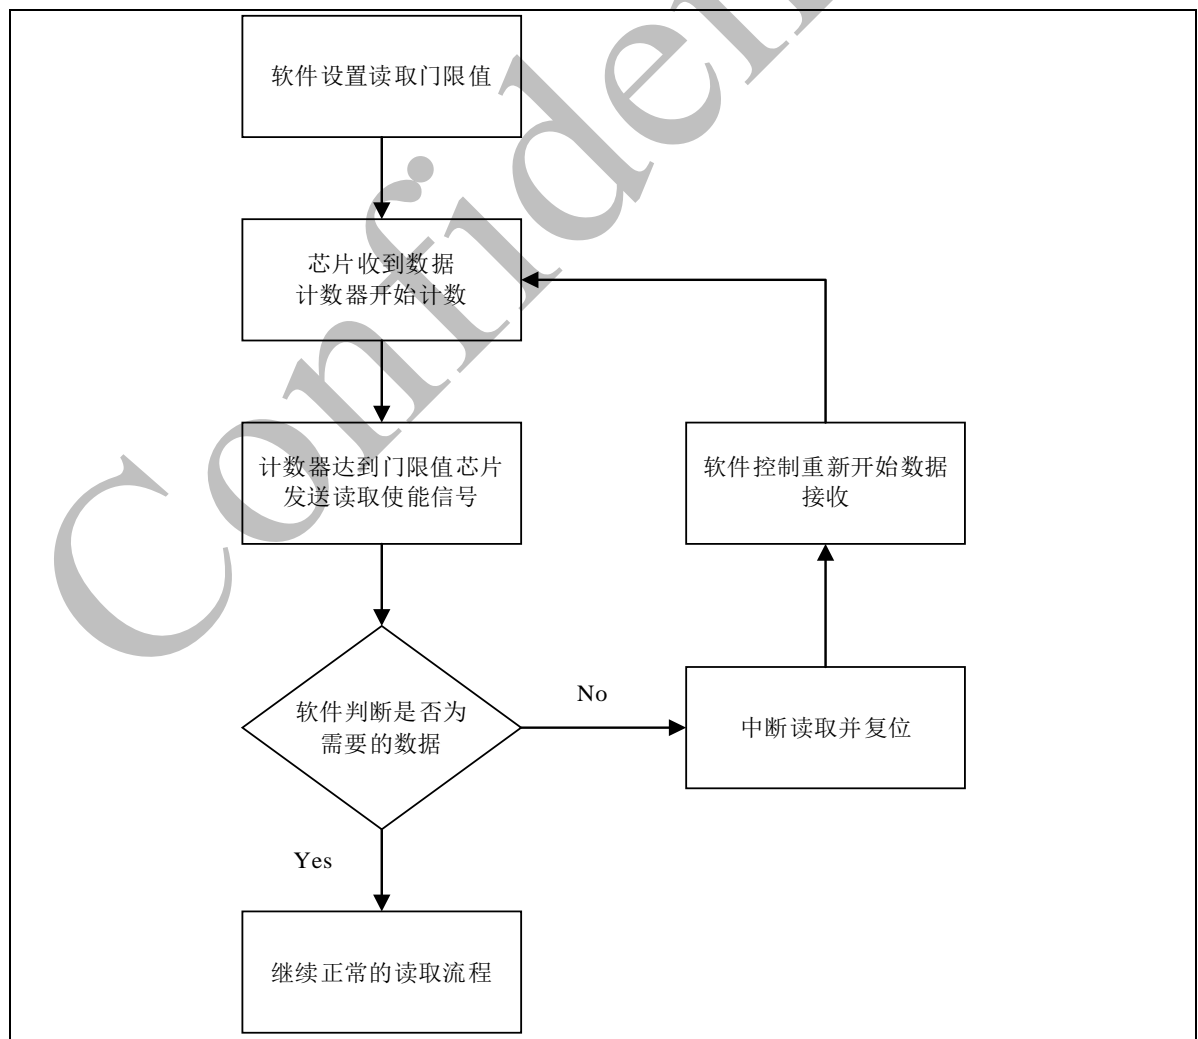 软件设置读取门限值
芯片收到数据
计数器开始计数
计数器达到门限值芯片
发送读取使能信号
软件控制重新开始数据
接收
软件判断是否为
需要的数据
No
中断读取并复位
Yes
继续正常的读取流程
Confiden